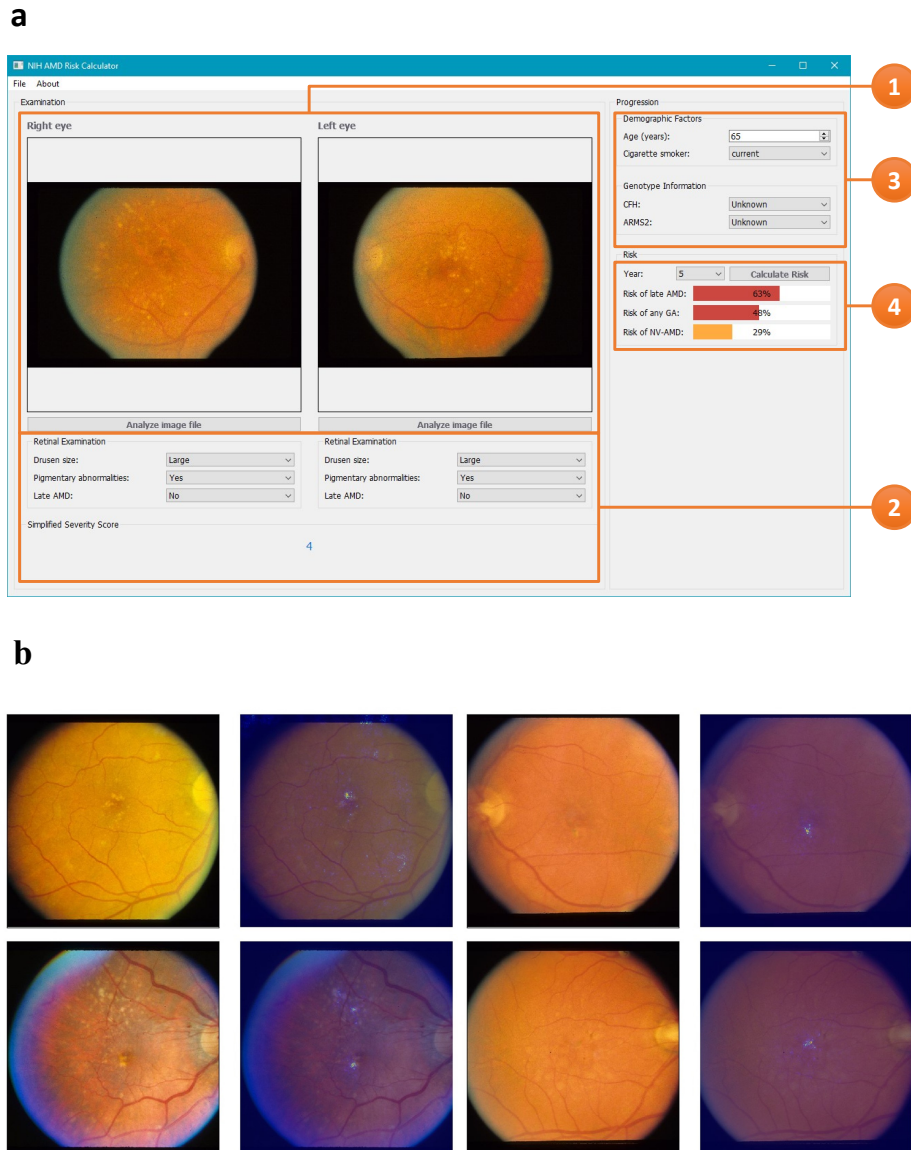 a
NIH AMD Risk Calculator
File About
Examination
Right eye
Left eye
Analyze image file
Analyze image file
Retinal Examination
Drusen size: Large
Pigmentary abnormalities: Yes
Late AMD: No
Retinal Examination
Drusen size: Large
Pigmentary abnormalities: Yes
Late AMD: No
Simplified Severity Score
4
Progression
Demographic Factors
Age (years): 65
Cigarette smoker: current
Genotype Information
CFH: Unknown
ARMS2: Unknown
Risk
Year: 5 Calculate Risk
Risk of late AMD: 63%
Risk of any GA: 48%
Risk of NV-AMD: 29%
1
3
4
2
b